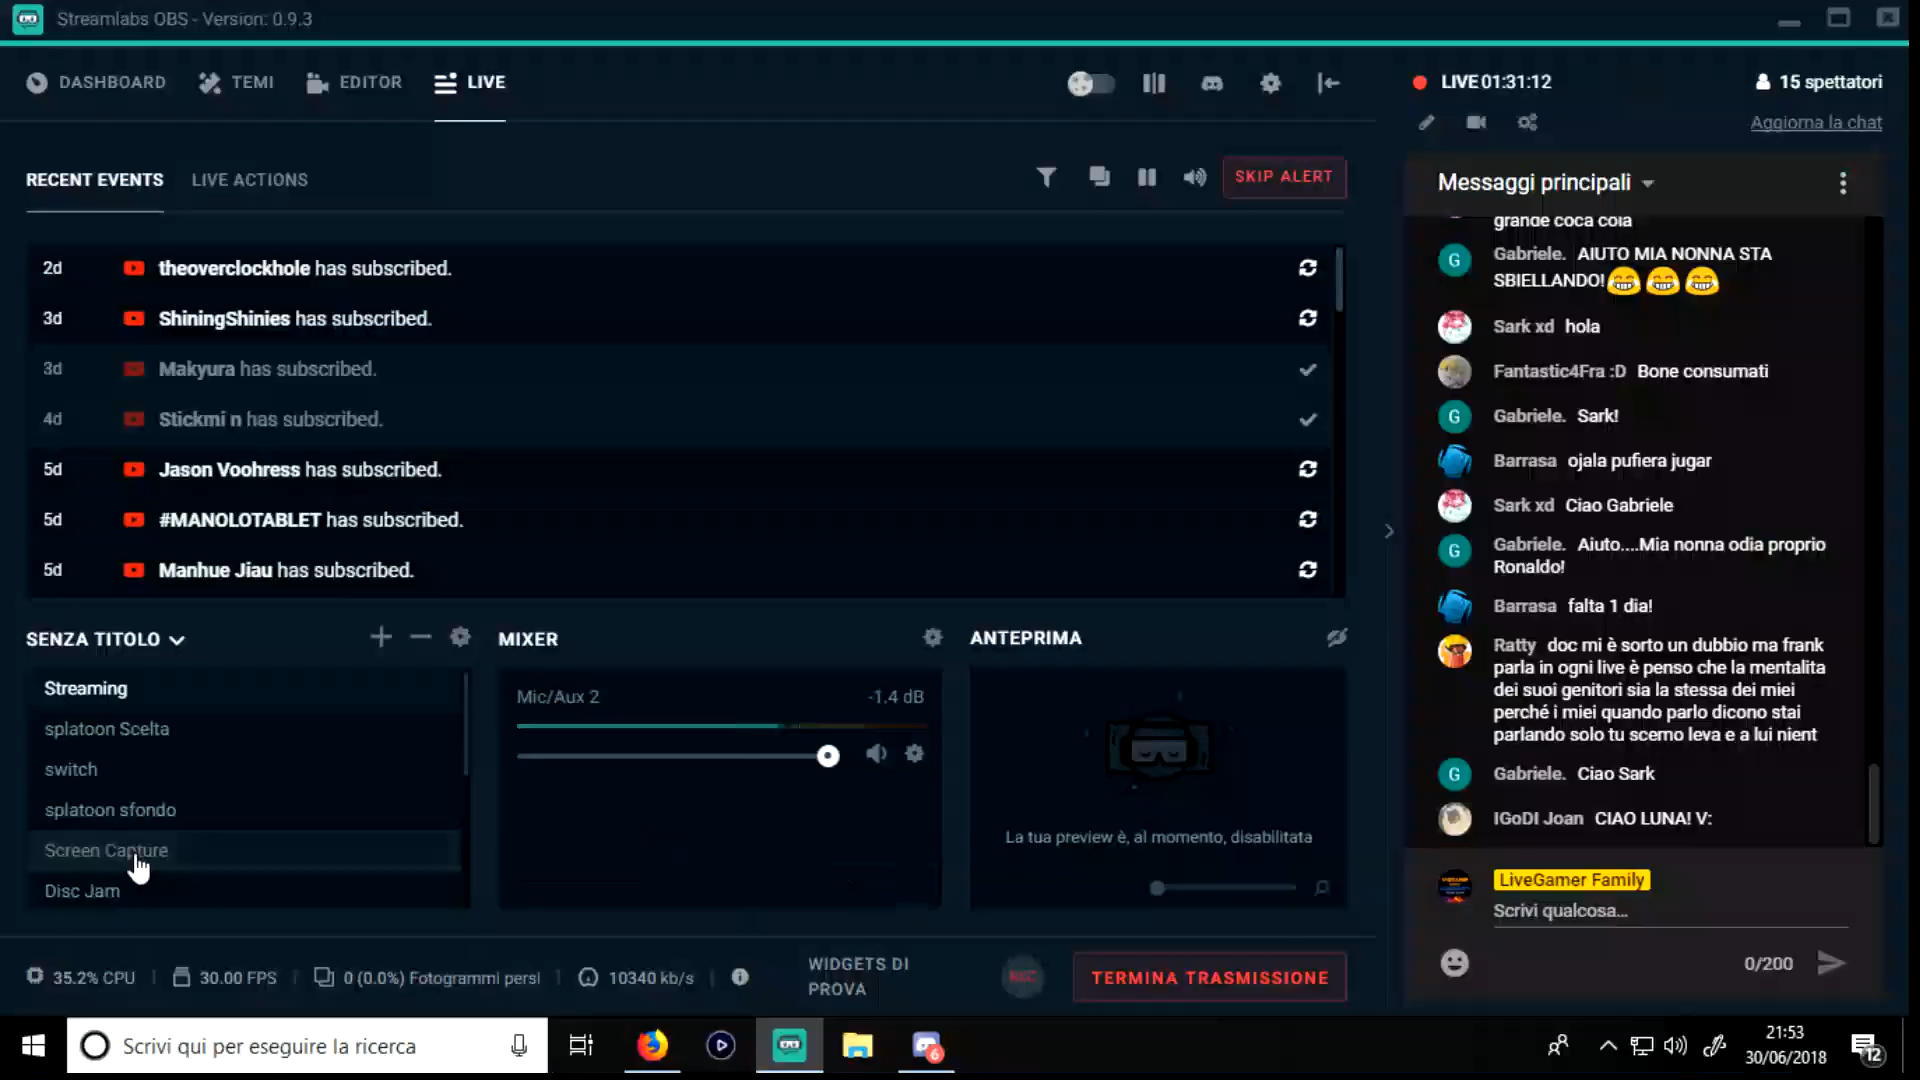 Streamlabs OBS - Version: 0.9.3
DASHBOARD
TEMI
EDITOR
LIVE
RECENT EVENTS
LIVE ACTIONS
SKIP ALERT
2d theoverclockhole has subscribed.
3d ShiningShinies has subscribed.
3d Makyura has subscribed.
4d Stickmi n has subscribed.
5d Jason Voohress has subscribed.
5d #MANOLOTABLET has subscribed.
5d Manhue Jiau has subscribed.
SENZA TITOLO
Streaming
splatoon Scelta
switch
splatoon sfondo
Screen Capture
Disc Jam
MIXER
Mic/Aux 2 -1.4 dB
ANTEPRIMA
La tua preview è, al momento, disabilitata
35.2% CPU
30.00 FPS
0 (0.0%) Fotogrammi persi
10340 kb/s
WIDGETS DI
PROVA
REC
TERMINA TRASMISSIONE
LIVE 01:31:12
15 spettatori
Aggiorna la chat
Messaggi principali
grande coca cola
G Gabriele. AIUTO MIA NONNA STA
SBIELLANDO!😂😂😂
Sark xd hola
Fantastic4Fra :D Bone consumati
G Gabriele. Sark!
Barrasa ojala pufiera jugar
Sark xd Ciao Gabriele
G Gabriele. Aiuto....Mia nonna odia proprio
Ronaldo!
Barrasa falta 1 dia!
Ratty doc mi è sorto un dubbio ma frank
parla in ogni live è penso che la mentalita
dei suoi genitori sia la stessa dei miei
perché i miei quando parlo dicono stai
parlando solo tu scemo leva e a lui nient
G Gabriele. Ciao Sark
IGoDI Joan CIAO LUNA! V:
LiveGamer Family
Scrivi qualcosa...
0/200
Scrivi qui per eseguire la ricerca
6
21:53
30/06/2018
12